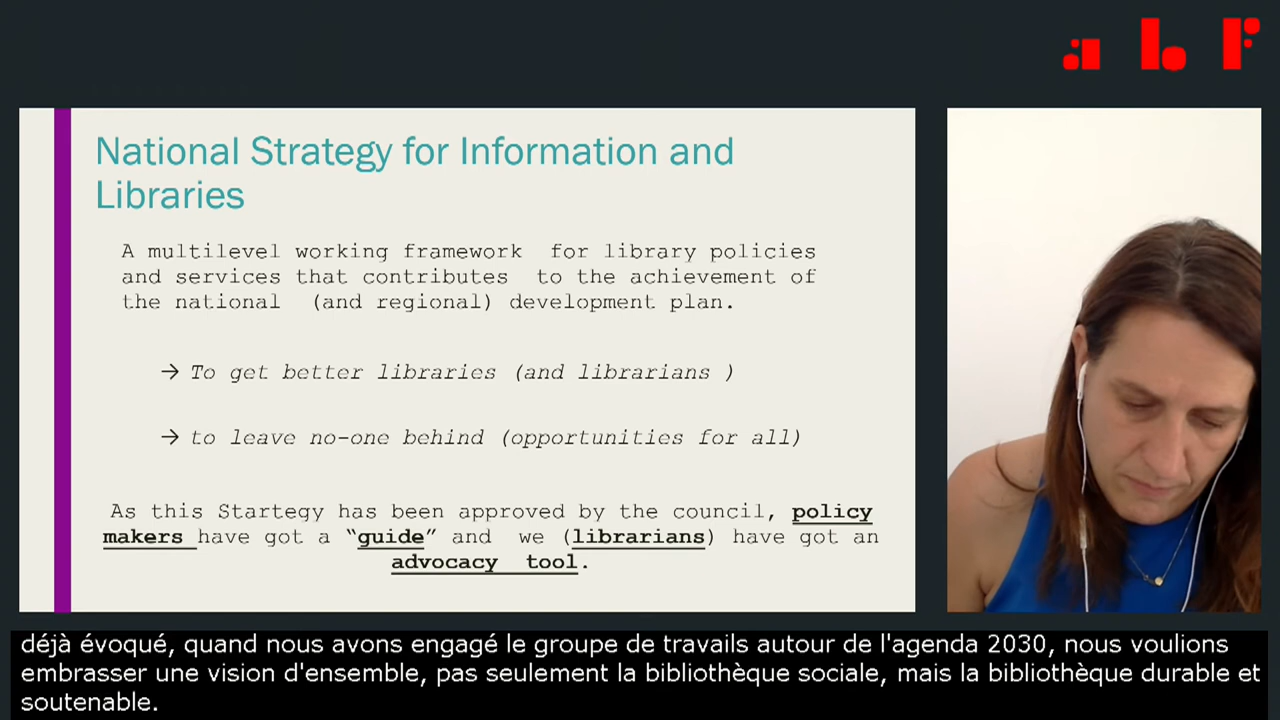 abf
National Strategy for Information and
Libraries
A multilevel working framework for library policies
and services that contributes to the achievement of
the national (and regional) development plan.
→ To get better libraries (and librarians )
→ to leave no-one behind (opportunities for all)
As this Startegy has been approved by the council, policy
makers have got a “guide” and we (librarians) have got an
advocacy tool.
déjà évoqué, quand nous avons engagé le groupe de travails autour de l'agenda 2030, nous voulions
embrasser une vision d'ensemble, pas seulement la bibliothèque sociale, mais la bibliothèque durable et
soutenable.